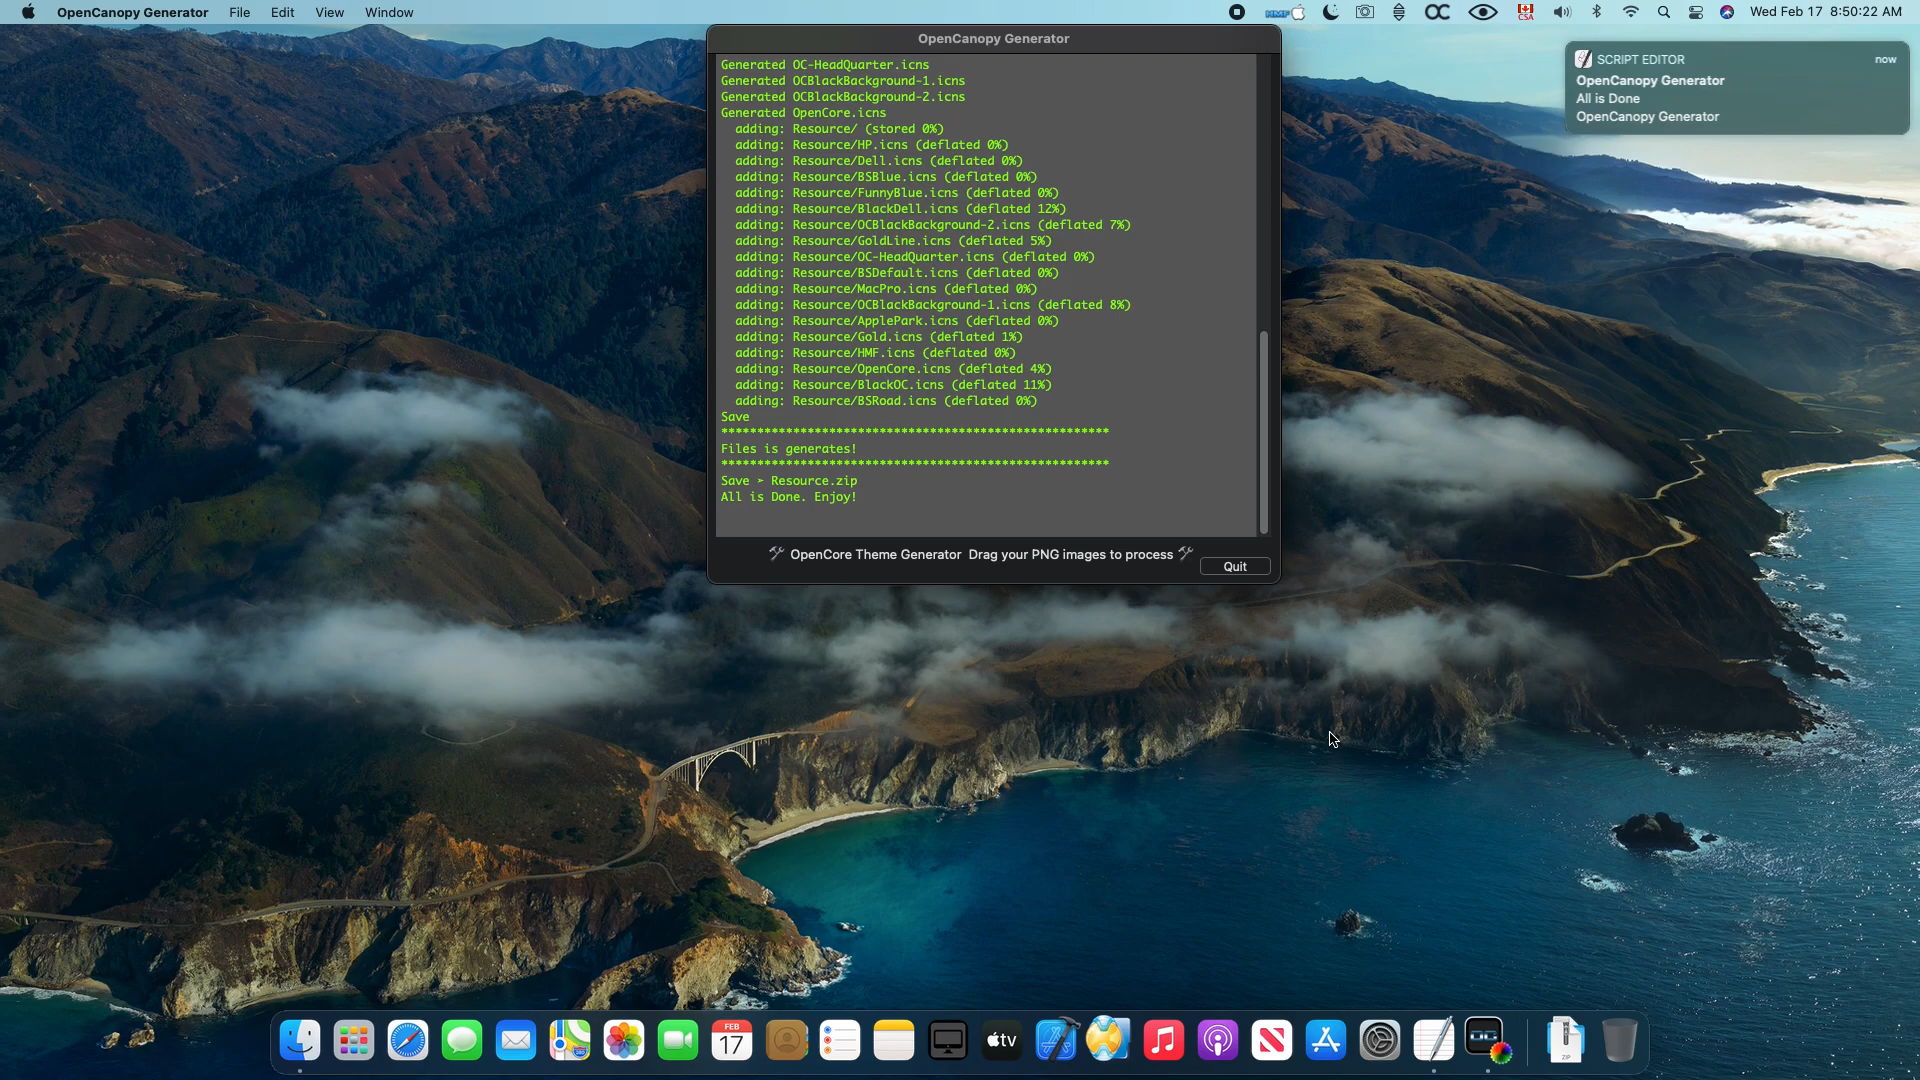 OpenCanopy Generator File Edit View Window
HMF CSA Wed Feb 17 8:50:22 AM
OpenCanopy Generator
Generated OC-HeadQuarter.icns
Generated OCBlackBackground-1.icns
Generated OCBlackBackground-2.icns
Generated OpenCore.icns
adding: Resource/ (stored 0%)
adding: Resource/HP.icns (deflated 0%)
adding: Resource/Dell.icns (deflated 0%)
adding: Resource/BSBlue.icns (deflated 0%)
adding: Resource/FunnyBlue.icns (deflated 0%)
adding: Resource/BlackDell.icns (deflated 12%)
adding: Resource/OCBlackBackground-2.icns (deflated 7%)
adding: Resource/GoldLine.icns (deflated 5%)
adding: Resource/OC-HeadQuarter.icns (deflated 0%)
adding: Resource/BSDefault.icns (deflated 0%)
adding: Resource/MacPro.icns (deflated 0%)
adding: Resource/OCBlackBackground-1.icns (deflated 8%)
adding: Resource/ApplePark.icns (deflated 0%)
adding: Resource/Gold.icns (deflated 1%)
adding: Resource/HMF.icns (deflated 0%)
adding: Resource/OpenCore.icns (deflated 4%)
adding: Resource/BlackOC.icns (deflated 11%)
adding: Resource/BSRoad.icns (deflated 0%)
Save
******************************************************
Files is generates!
******************************************************
Save ➢ Resource.zip
All is Done. Enjoy!
OpenCore Theme Generator Drag your PNG images to process
Quit
SCRIPT EDITOR now
OpenCanopy Generator
All is Done
OpenCanopy Generator
FEB
17
tv
ZIP